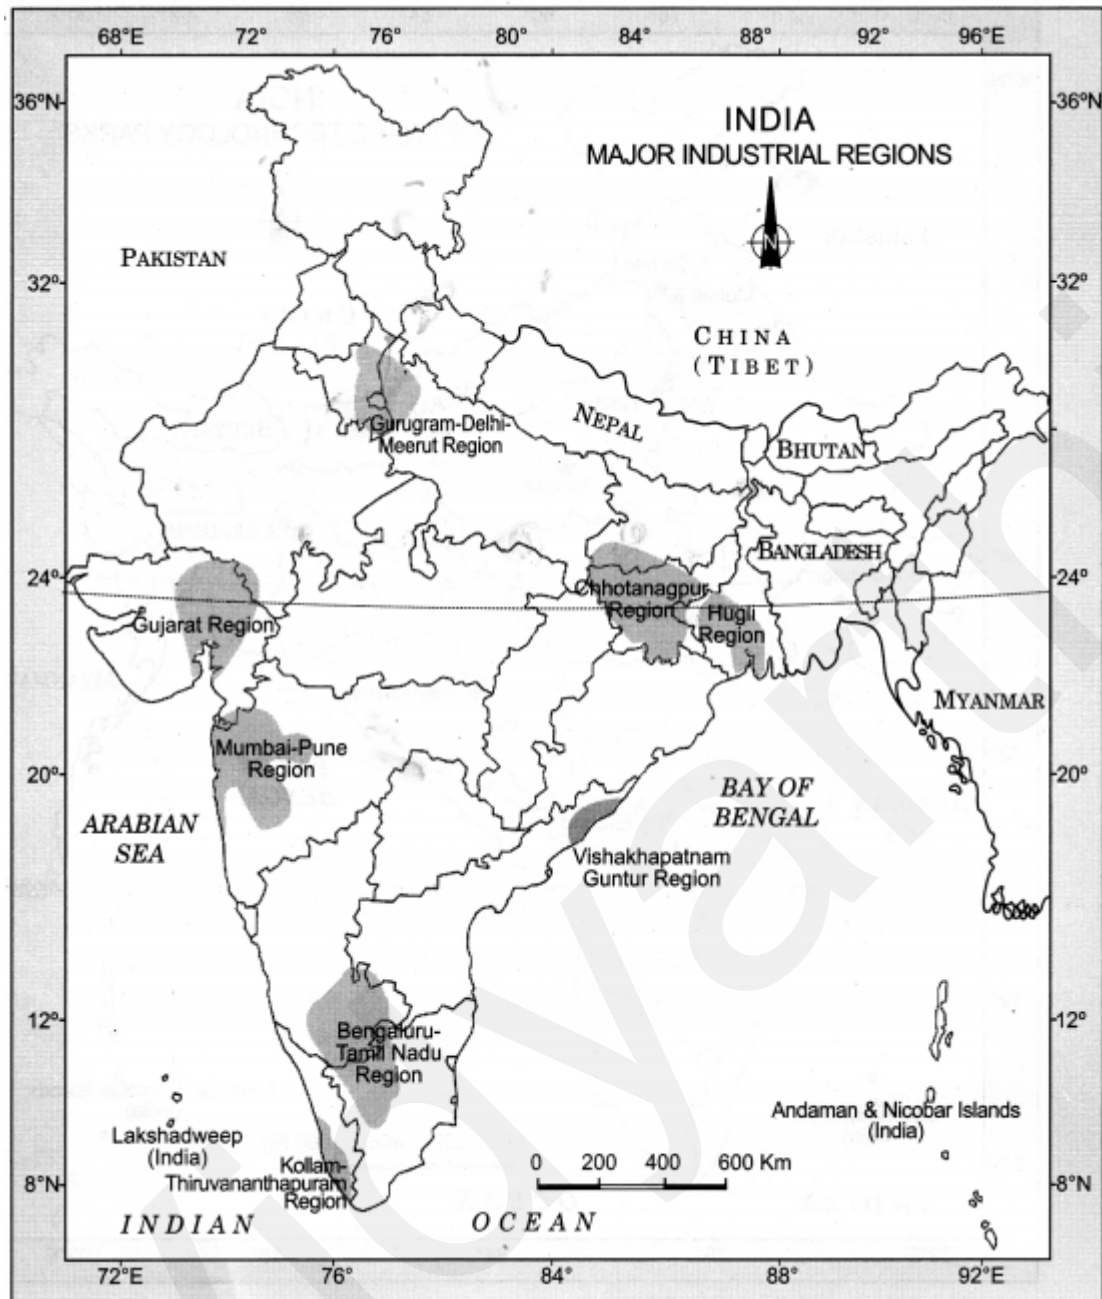 68°E 72° 76° 80° 84° 88° 92° 96°E
36°N
36°N
INDIA
MAJOR INDUSTRIAL REGIONS
N
PAKISTAN
32°
32°
CHINA
(TIBET)
NEPAL
BHUTAN
Gurugram-Delhi-
Meerut Region
BANGLADESH
24°
24°
Chhotanagpur
Region
Hugli
Region
Gujarat Region
MYANMAR
Mumbai-Pune
Region
20°
20°
BAY OF
BENGAL
ARABIAN
SEA
Vishakhapatnam
Guntur Region
12°
12°
Bengaluru-
Tamil Nadu
Region
Andaman & Nicobar Islands
(India)
Lakshadweep
(India)
Kollam-
Thiruvananthapuram
Region
0 200 400 600 Km
8°N
8°N
INDIAN OCEAN
72°E 76° 84° 88° 92°E